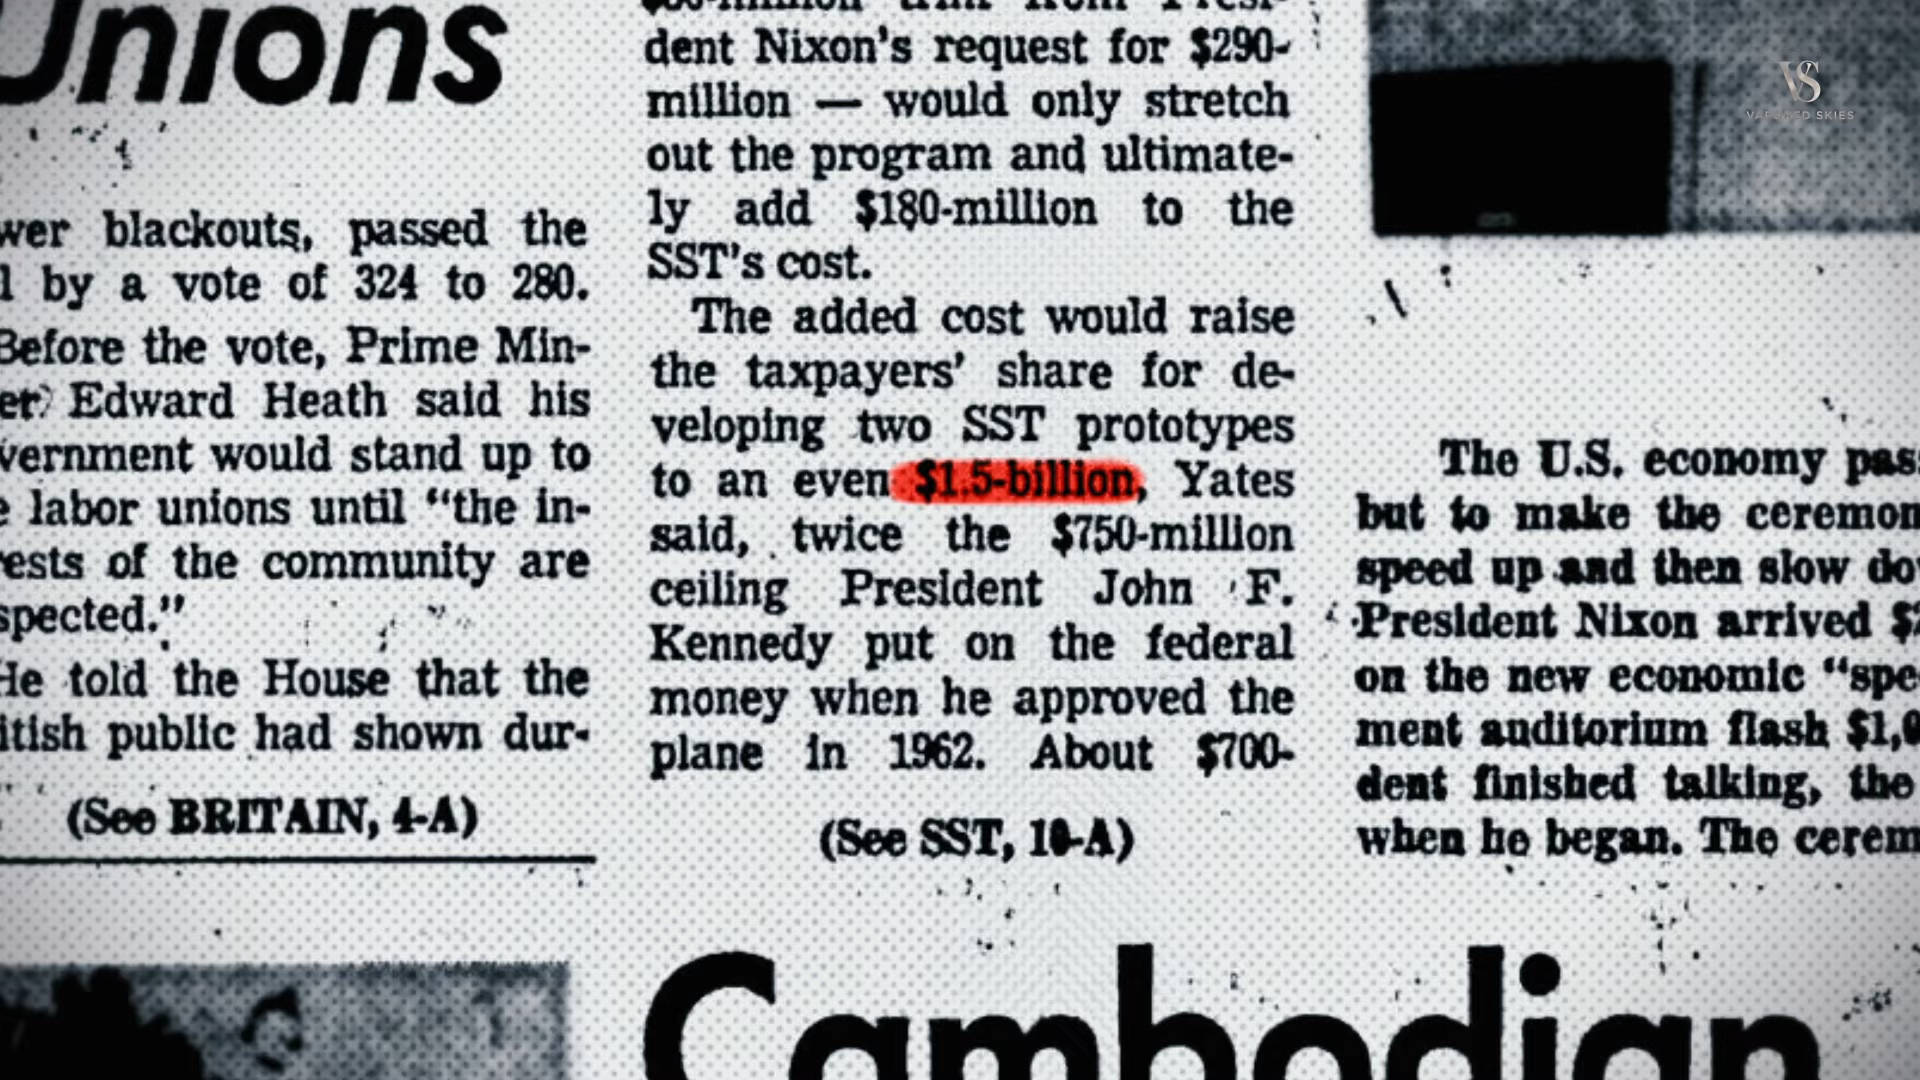 Unions
wer blackouts, passed the
l by a vote of 324 to 280.
Before the vote, Prime Min-
er Edward Heath said his
vernment would stand up to
e labor unions until “the in-
rests of the community are
spected.”
He told the House that the
itish public had shown dur-
(See BRITAIN, 4-A)
dent Nixon's request for $290-
million — would only stretch
out the program and ultimate-
ly add $180-million to the
SST's cost.
The added cost would raise
the taxpayers' share for de-
veloping two SST prototypes
to an even $1.5-billion, Yates
said, twice the $750-million
ceiling President John F.
Kennedy put on the federal
money when he approved the
plane in 1962. About $700-
(See SST, 10-A)
Cambodian
VS
SKIES
The U.S. economy pas
but to make the ceremon
speed up and then slow do
President Nixon arrived
on the new economic “spe
ment auditorium flash
dent finished talking, the
when he began. The cerem